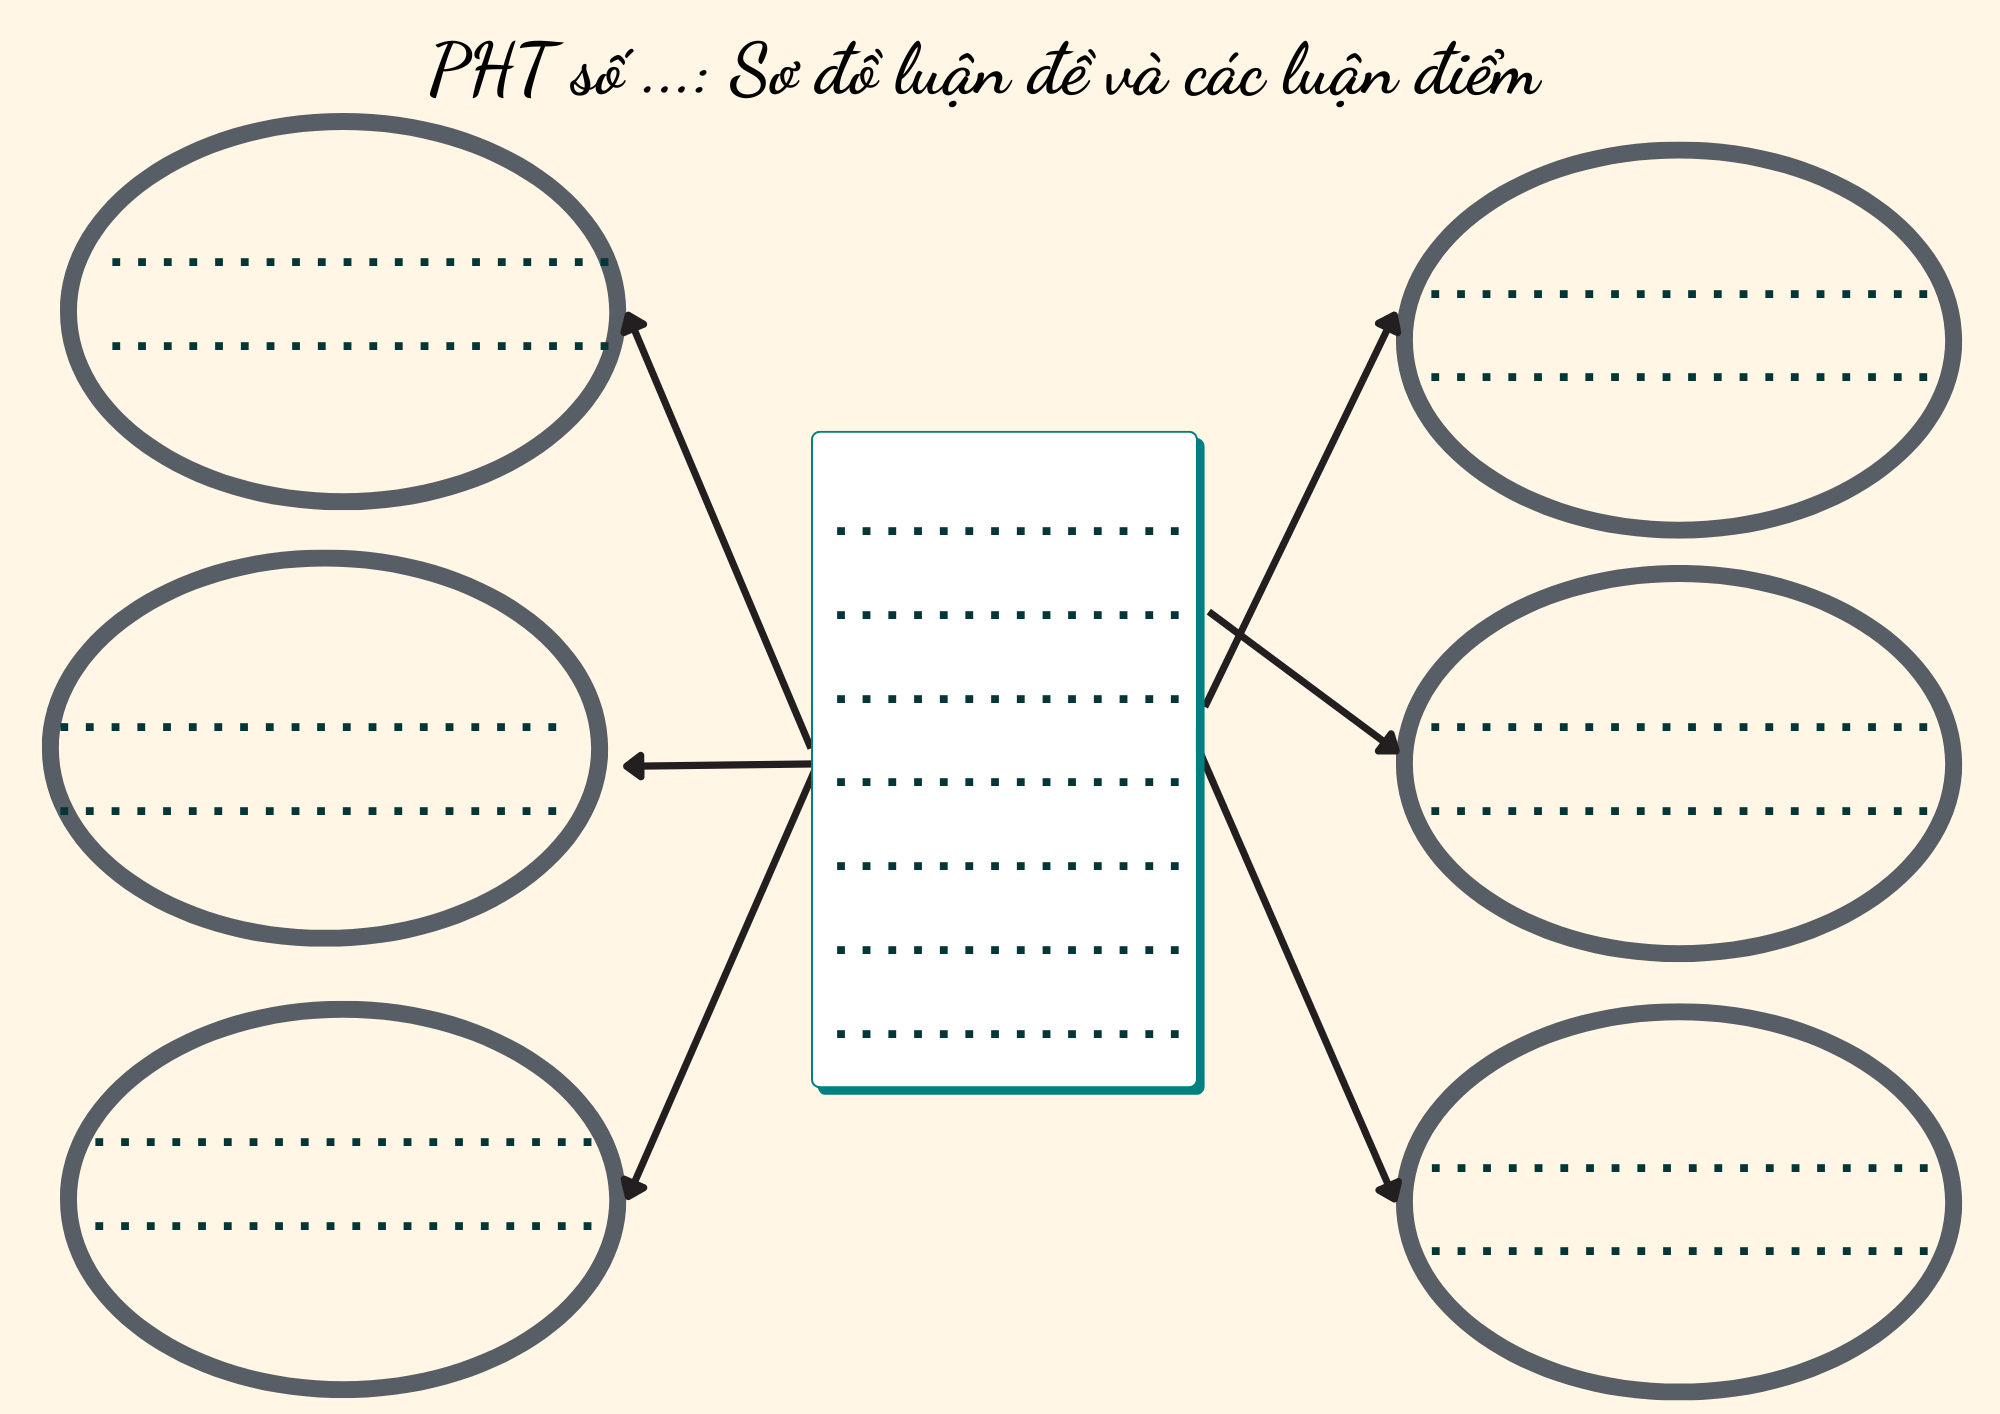 PHT số ...: Sơ đồ luận đề và các luận điểm